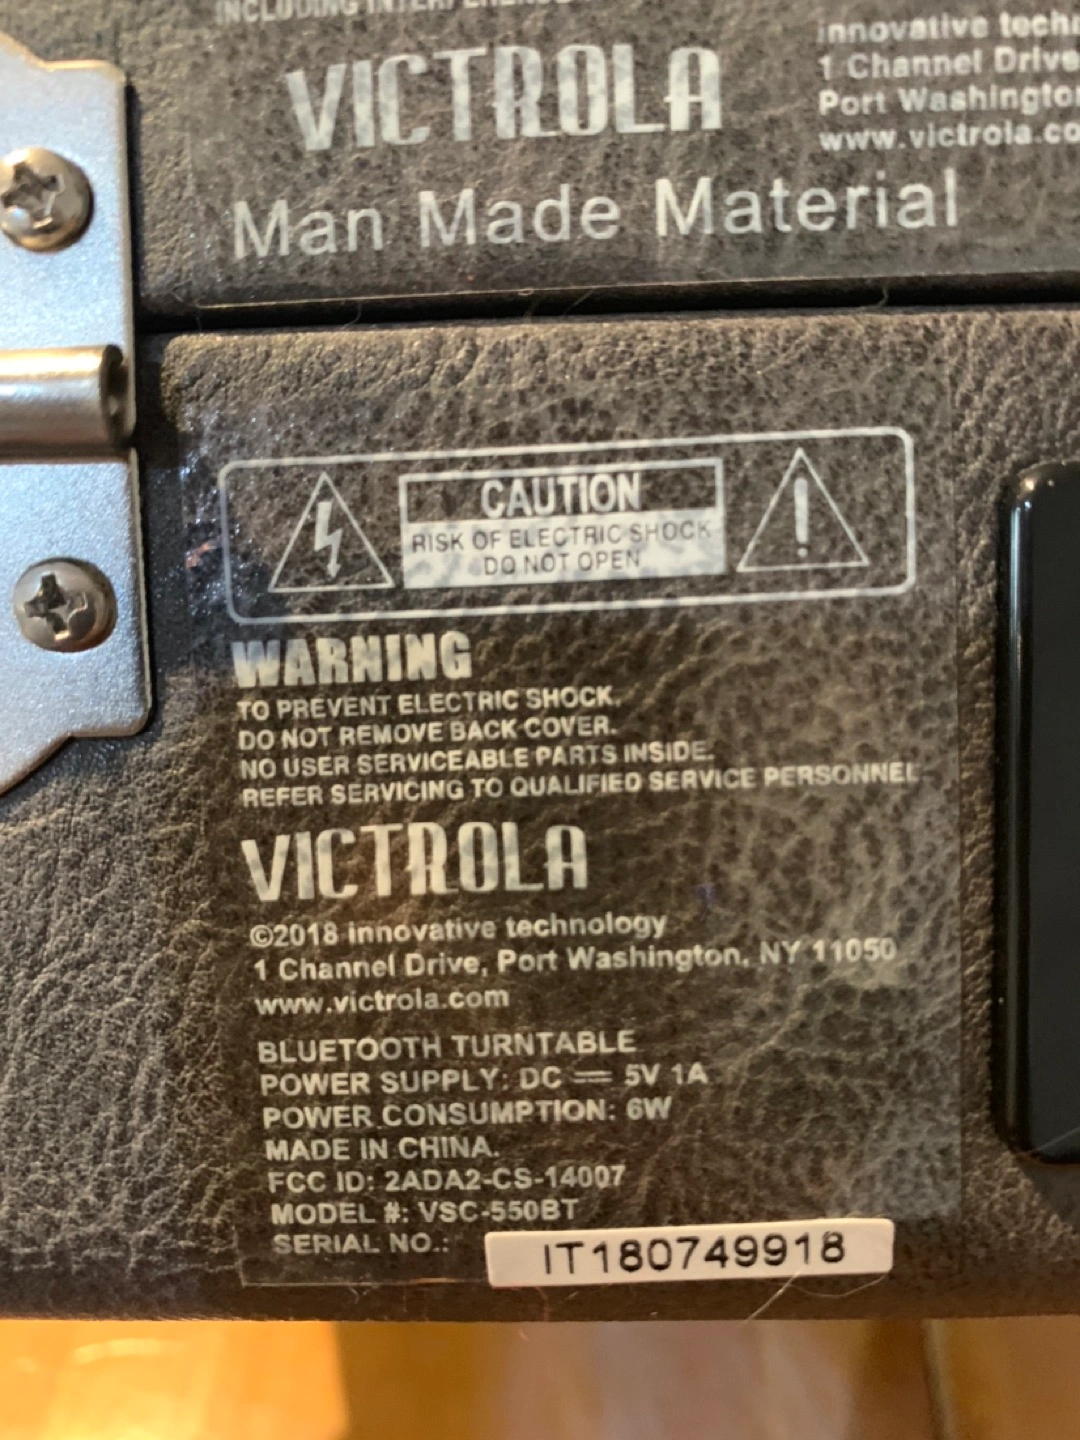 INCLUDING
VICTROLA
innovative
1 Channel Drive
Port
www.victrola.co
Man Made Material
CAUTION
RISK OF ELECTRIC SHOCK
DO NOT OPEN
WARNING
TO PREVENT ELECTRIC SHOCK.
DO NOT REMOVE BACK COVER.
NO USER SERVICEABLE PARTS INSIDE.
REFER SERVICING TO QUALIFIED SERVICE PERSONNEL
VICTROLA
©2018 innovative technology
1 Channel Drive, Port Washington, NY 11050
www.victrola.com
BLUETOOTH TURNTABLE
POWER SUPPLY: DC ⎓ 5V 1A
POWER CONSUMPTION: 6W
MADE IN CHINA.
FCC ID: 2ADA2-CS-14007
MODEL #: VSC-550BT
SERIAL NO.: IT180749918